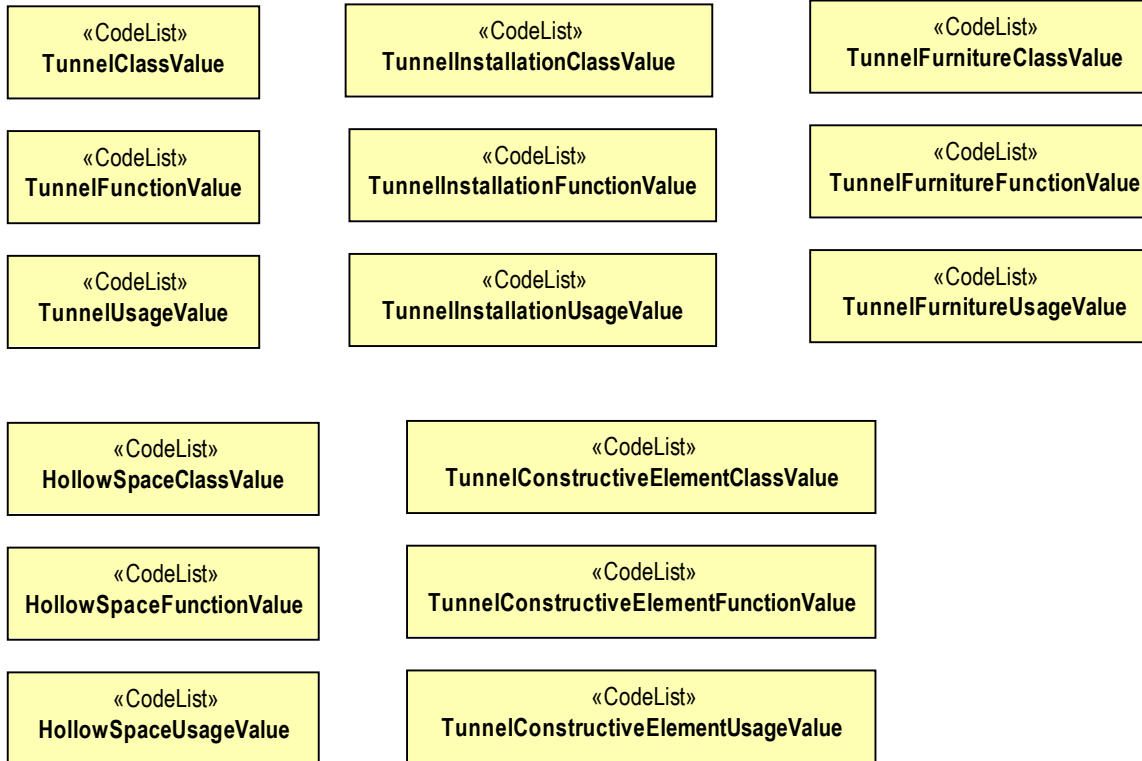 «CodeList»
TunnelClassValue
«CodeList»
TunnelInstallationClassValue
«CodeList»
TunnelFurnitureClassValue
«CodeList»
TunnelFunctionValue
«CodeList»
TunnelInstallationFunctionValue
«CodeList»
TunnelFurnitureFunctionValue
«CodeList»
TunnelUsageValue
«CodeList»
TunnelInstallationUsageValue
«CodeList»
TunnelFurnitureUsageValue
«CodeList»
HollowSpaceClassValue
«CodeList»
TunnelConstructiveElementClassValue
«CodeList»
HollowSpaceFunctionValue
«CodeList»
TunnelConstructiveElementFunctionValue
«CodeList»
HollowSpaceUsageValue
«CodeList»
TunnelConstructiveElementUsageValue